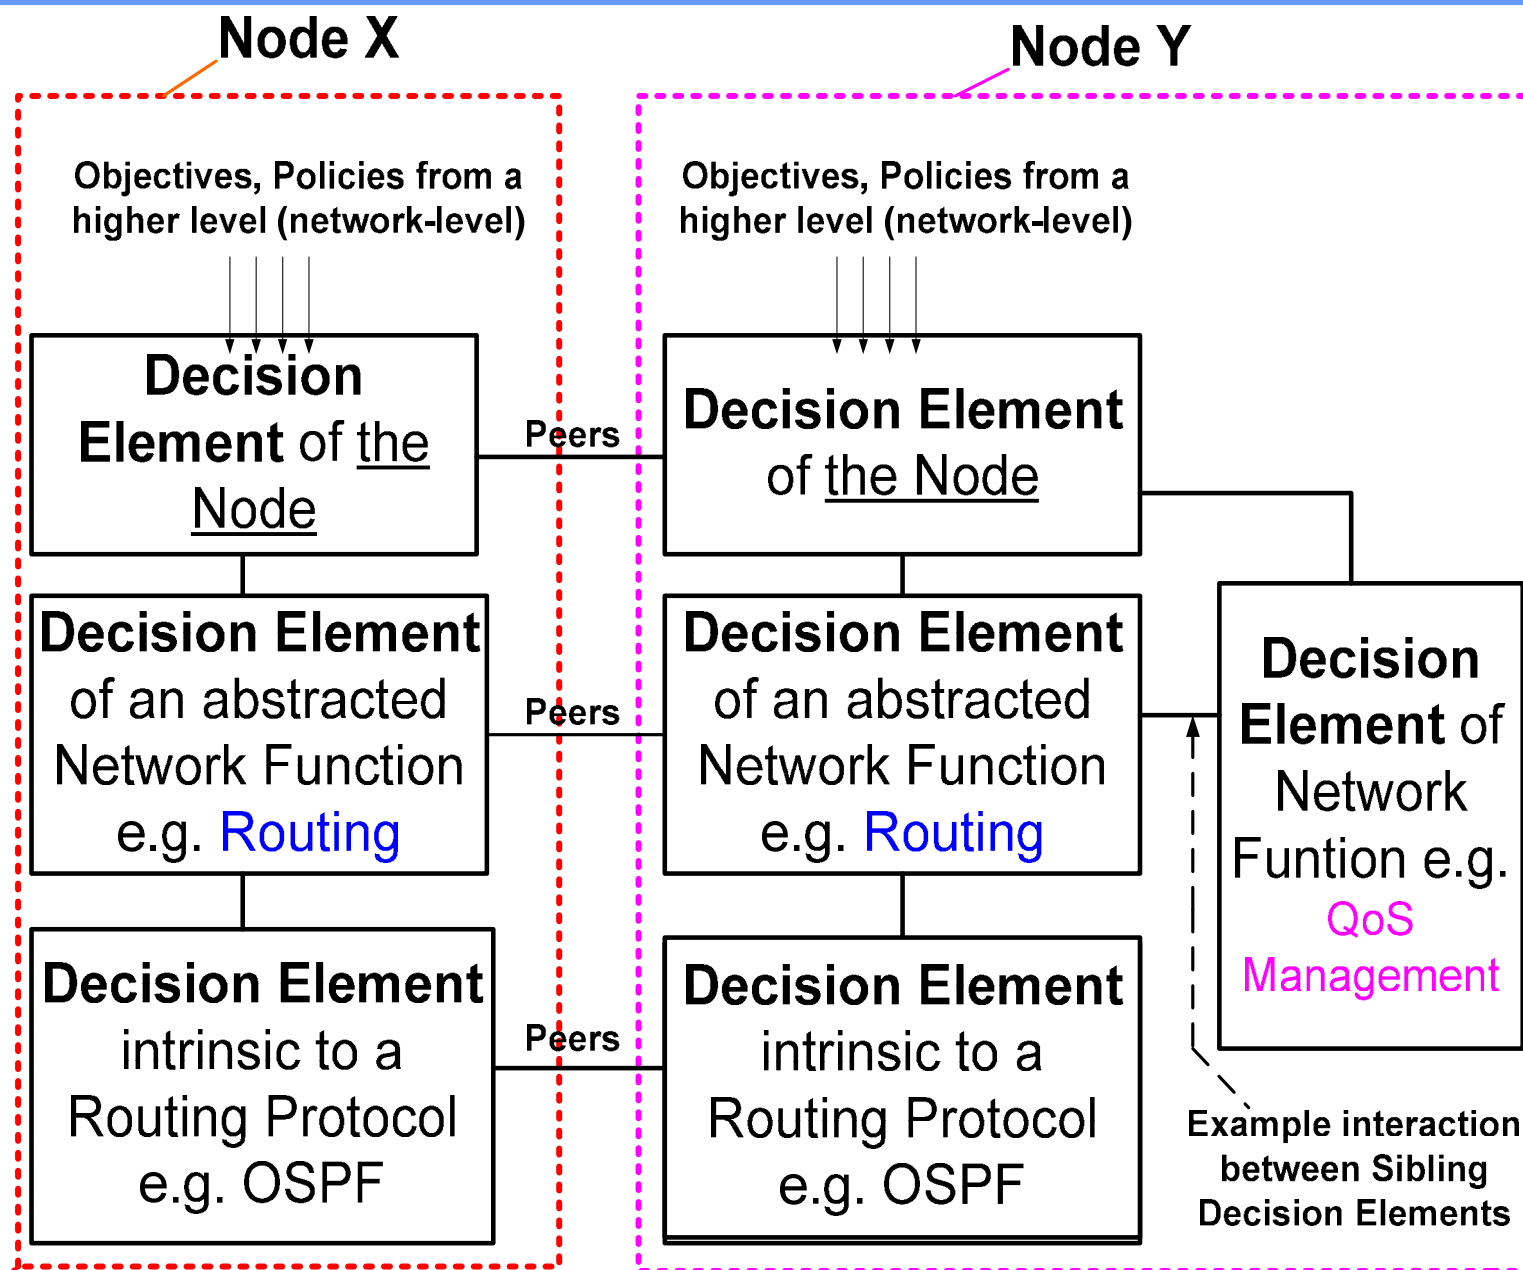 Node X
Node Y
Objectives, Policies from a
higher level (network-level)
Objectives, Policies from a
higher level (network-level)
Decision
Element of the
Node
Peers
Decision Element
of the Node
Decision Element
of an abstracted
Network Function
e.g. Routing
Peers
Decision Element
of an abstracted
Network Function
e.g. Routing
Decision
Element of
Network
Funtion e.g.
QoS
Management
Decision Element
intrinsic to a
Routing Protocol
e.g. OSPF
Peers
Decision Element
intrinsic to a
Routing Protocol
e.g. OSPF
Example interaction
between Sibling
Decision Elements